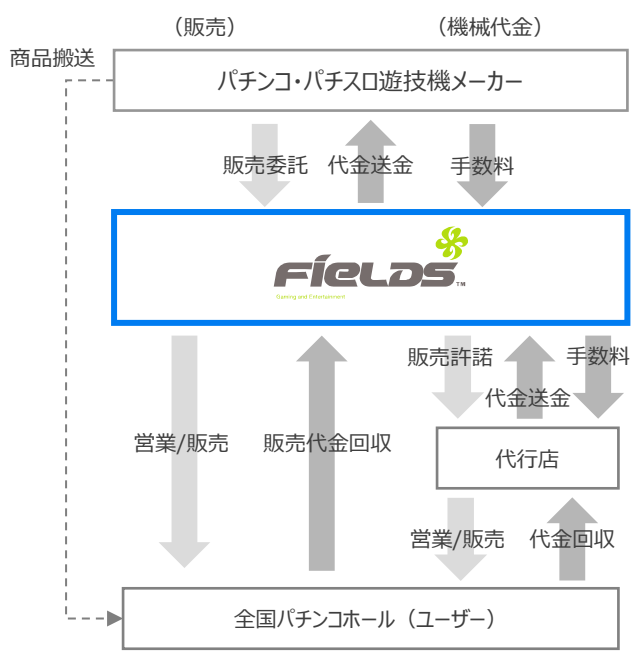 (販売)
(機械代金)
商品搬送
パチンコ・パチスロ遊技機メーカー
販売委託
代金送金
手数料
FIELDS™
Gaming and Entertainment
販売許諾
手数料
代金送金
営業/販売
販売代金回収
代行店
営業/販売
代金回収
全国パチンコホール(ユーザー)